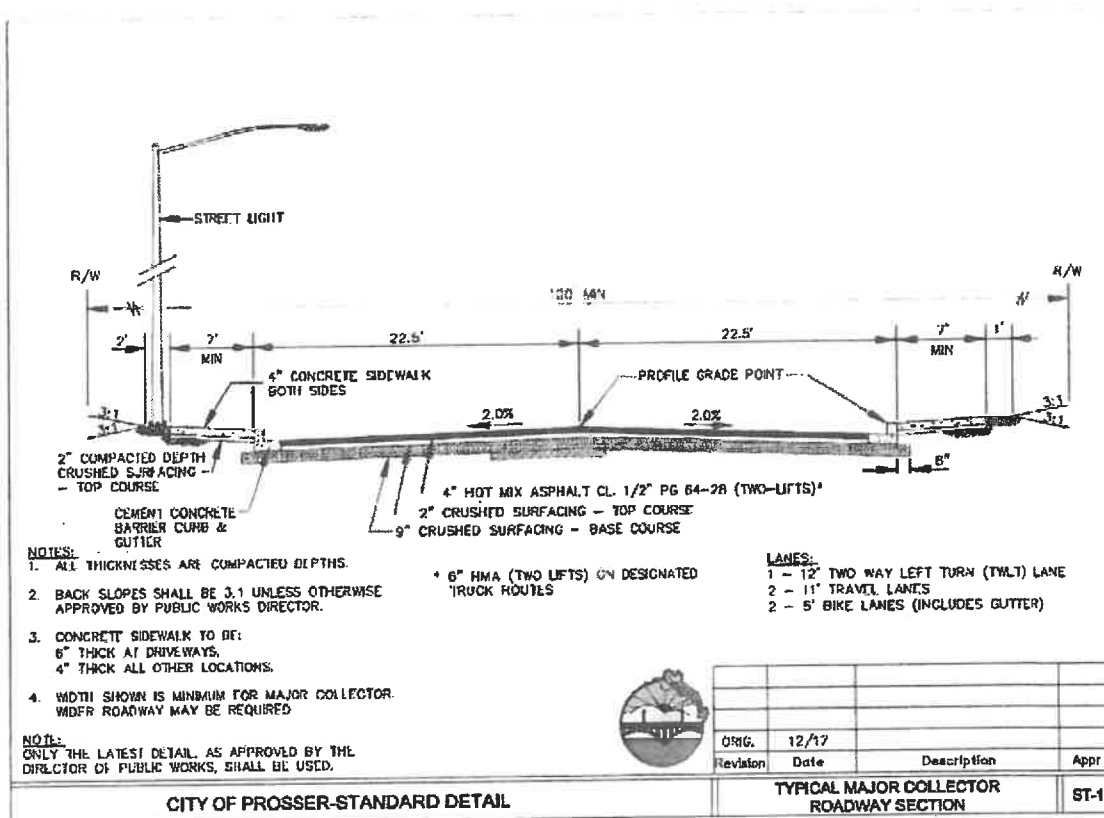 STREET LIGHT
R/W
R/W
100 MIN
2'
7'
MIN
22.5'
22.5'
7'
MIN
1'
4" CONCRETE SIDEWALK
BOTH SIDES
PROFILE GRADE POINT
3:1
3:1
2.0%
2.0%
3:1
3:1
2" COMPACTED DEPTH
CRUSHED SURFACING -
- TOP COURSE
6"
4" HOT MIX ASPHALT CL. 1/2" PG 64-28 (TWO-LIFTS)*
2" CRUSHED SURFACING - TOP COURSE
9" CRUSHED SURFACING - BASE COURSE
CEMENT CONCRETE
BARRIER CURB &
GUTTER
NOTES:
1. ALL THICKNESSES ARE COMPACTED DEPTHS.
2. BACK SLOPES SHALL BE 3:1 UNLESS OTHERWISE
APPROVED BY PUBLIC WORKS DIRECTOR.
3. CONCRETE SIDEWALK TO BE:
6" THICK AT DRIVEWAYS,
4" THICK ALL OTHER LOCATIONS.
4. WIDTH SHOWN IS MINIMUM FOR MAJOR COLLECTOR.
WIDER ROADWAY MAY BE REQUIRED
NOTE:
ONLY THE LATEST DETAIL, AS APPROVED BY THE
DIRECTOR OF PUBLIC WORKS, SHALL BE USED.
* 6" HMA (TWO LIFTS) ON DESIGNATED
TRUCK ROUTES
LANES:
1 - 12' TWO WAY LEFT TURN (TWLT) LANE
2 - 11' TRAVEL LANES
2 - 5' BIKE LANES (INCLUDES GUTTER)
ORIG. 12/17
Revision Date Description Appr
CITY OF PROSSER-STANDARD DETAIL
TYPICAL MAJOR COLLECTOR
ROADWAY SECTION
ST-1